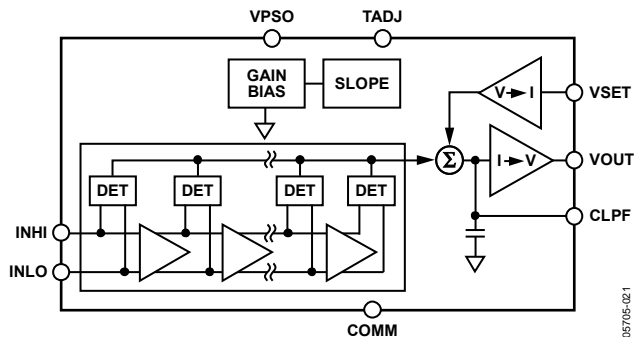 VPSO TADJ
GAIN
BIAS
SLOPE
V I
VSET
Σ
I V
VOUT
DET DET DET DET
CLPF
INHI
INLO
COMM
05705-021